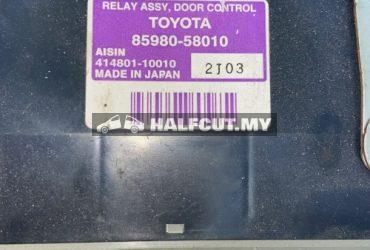 RELAY ASSY, DOOR CONTROL
TOYOTA
85980-58010
AISIN
414801-10010
MADE IN JAPAN
2J03
HALFCUT.MY